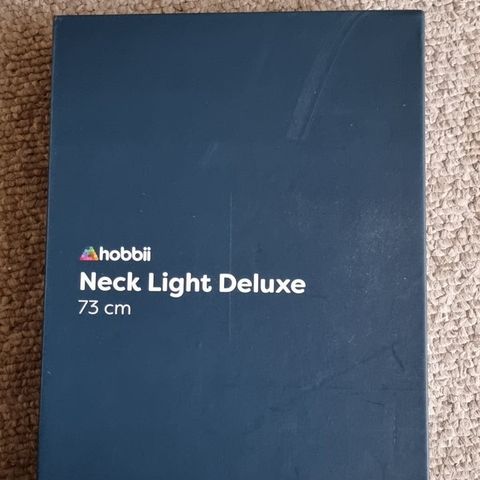 hobbii
Neck Light Deluxe
73 cm